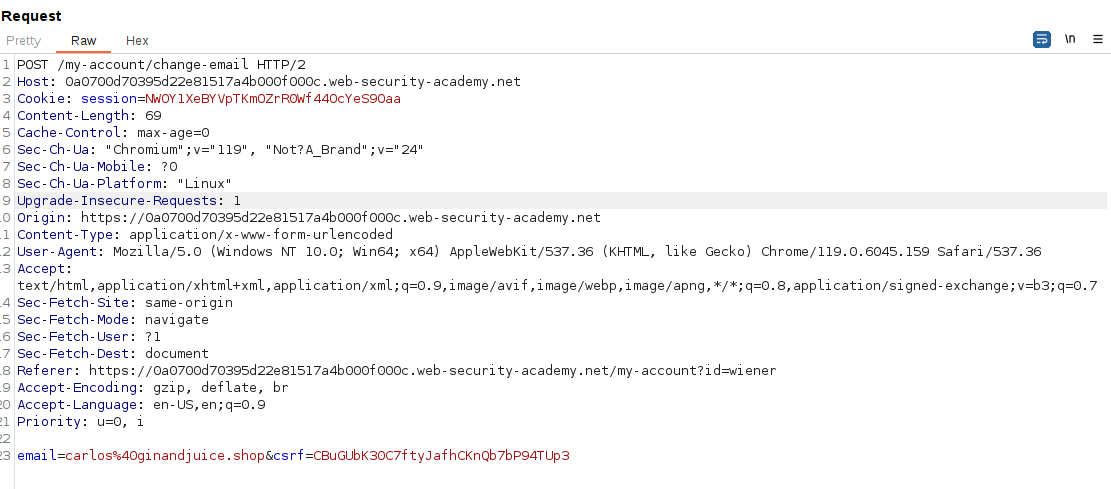 Request
Pretty Raw Hex \n
1 POST /my-account/change-email HTTP/2
2 Host: 0a0700d70395d22e81517a4b000f000c.web-security-academy.net
3 Cookie: session=NWOY1XeBYVpTKmOZrROWf44OcYeS9Oaa
4 Content-Length: 69
5 Cache-Control: max-age=0
6 Sec-Ch-Ua: "Chromium";v="119", "Not?A_Brand";v="24"
7 Sec-Ch-Ua-Mobile: ?0
8 Sec-Ch-Ua-Platform: "Linux"
9 Upgrade-Insecure-Requests: 1
10 Origin: https://0a0700d70395d22e81517a4b000f000c.web-security-academy.net
11 Content-Type: application/x-www-form-urlencoded
12 User-Agent: Mozilla/5.0 (Windows NT 10.0; Win64; x64) AppleWebKit/537.36 (KHTML, like Gecko) Chrome/119.0.6045.159 Safari/537.36
13 Accept:
text/html,application/xhtml+xml,application/xml;q=0.9,image/avif,image/webp,image/apng,*/*;q=0.8,application/signed-exchange;v=b3;q=0.7
14 Sec-Fetch-Site: same-origin
15 Sec-Fetch-Mode: navigate
16 Sec-Fetch-User: ?1
17 Sec-Fetch-Dest: document
18 Referer: https://0a0700d70395d22e81517a4b000f000c.web-security-academy.net/my-account?id=wiener
19 Accept-Encoding: gzip, deflate, br
20 Accept-Language: en-US,en;q=0.9
21 Priority: u=0, i
22
23 email=carlos%40ginandjuice.shop&csrf=CBuGUbK3OC7ftyJafhCKnQb7bP94TUp3